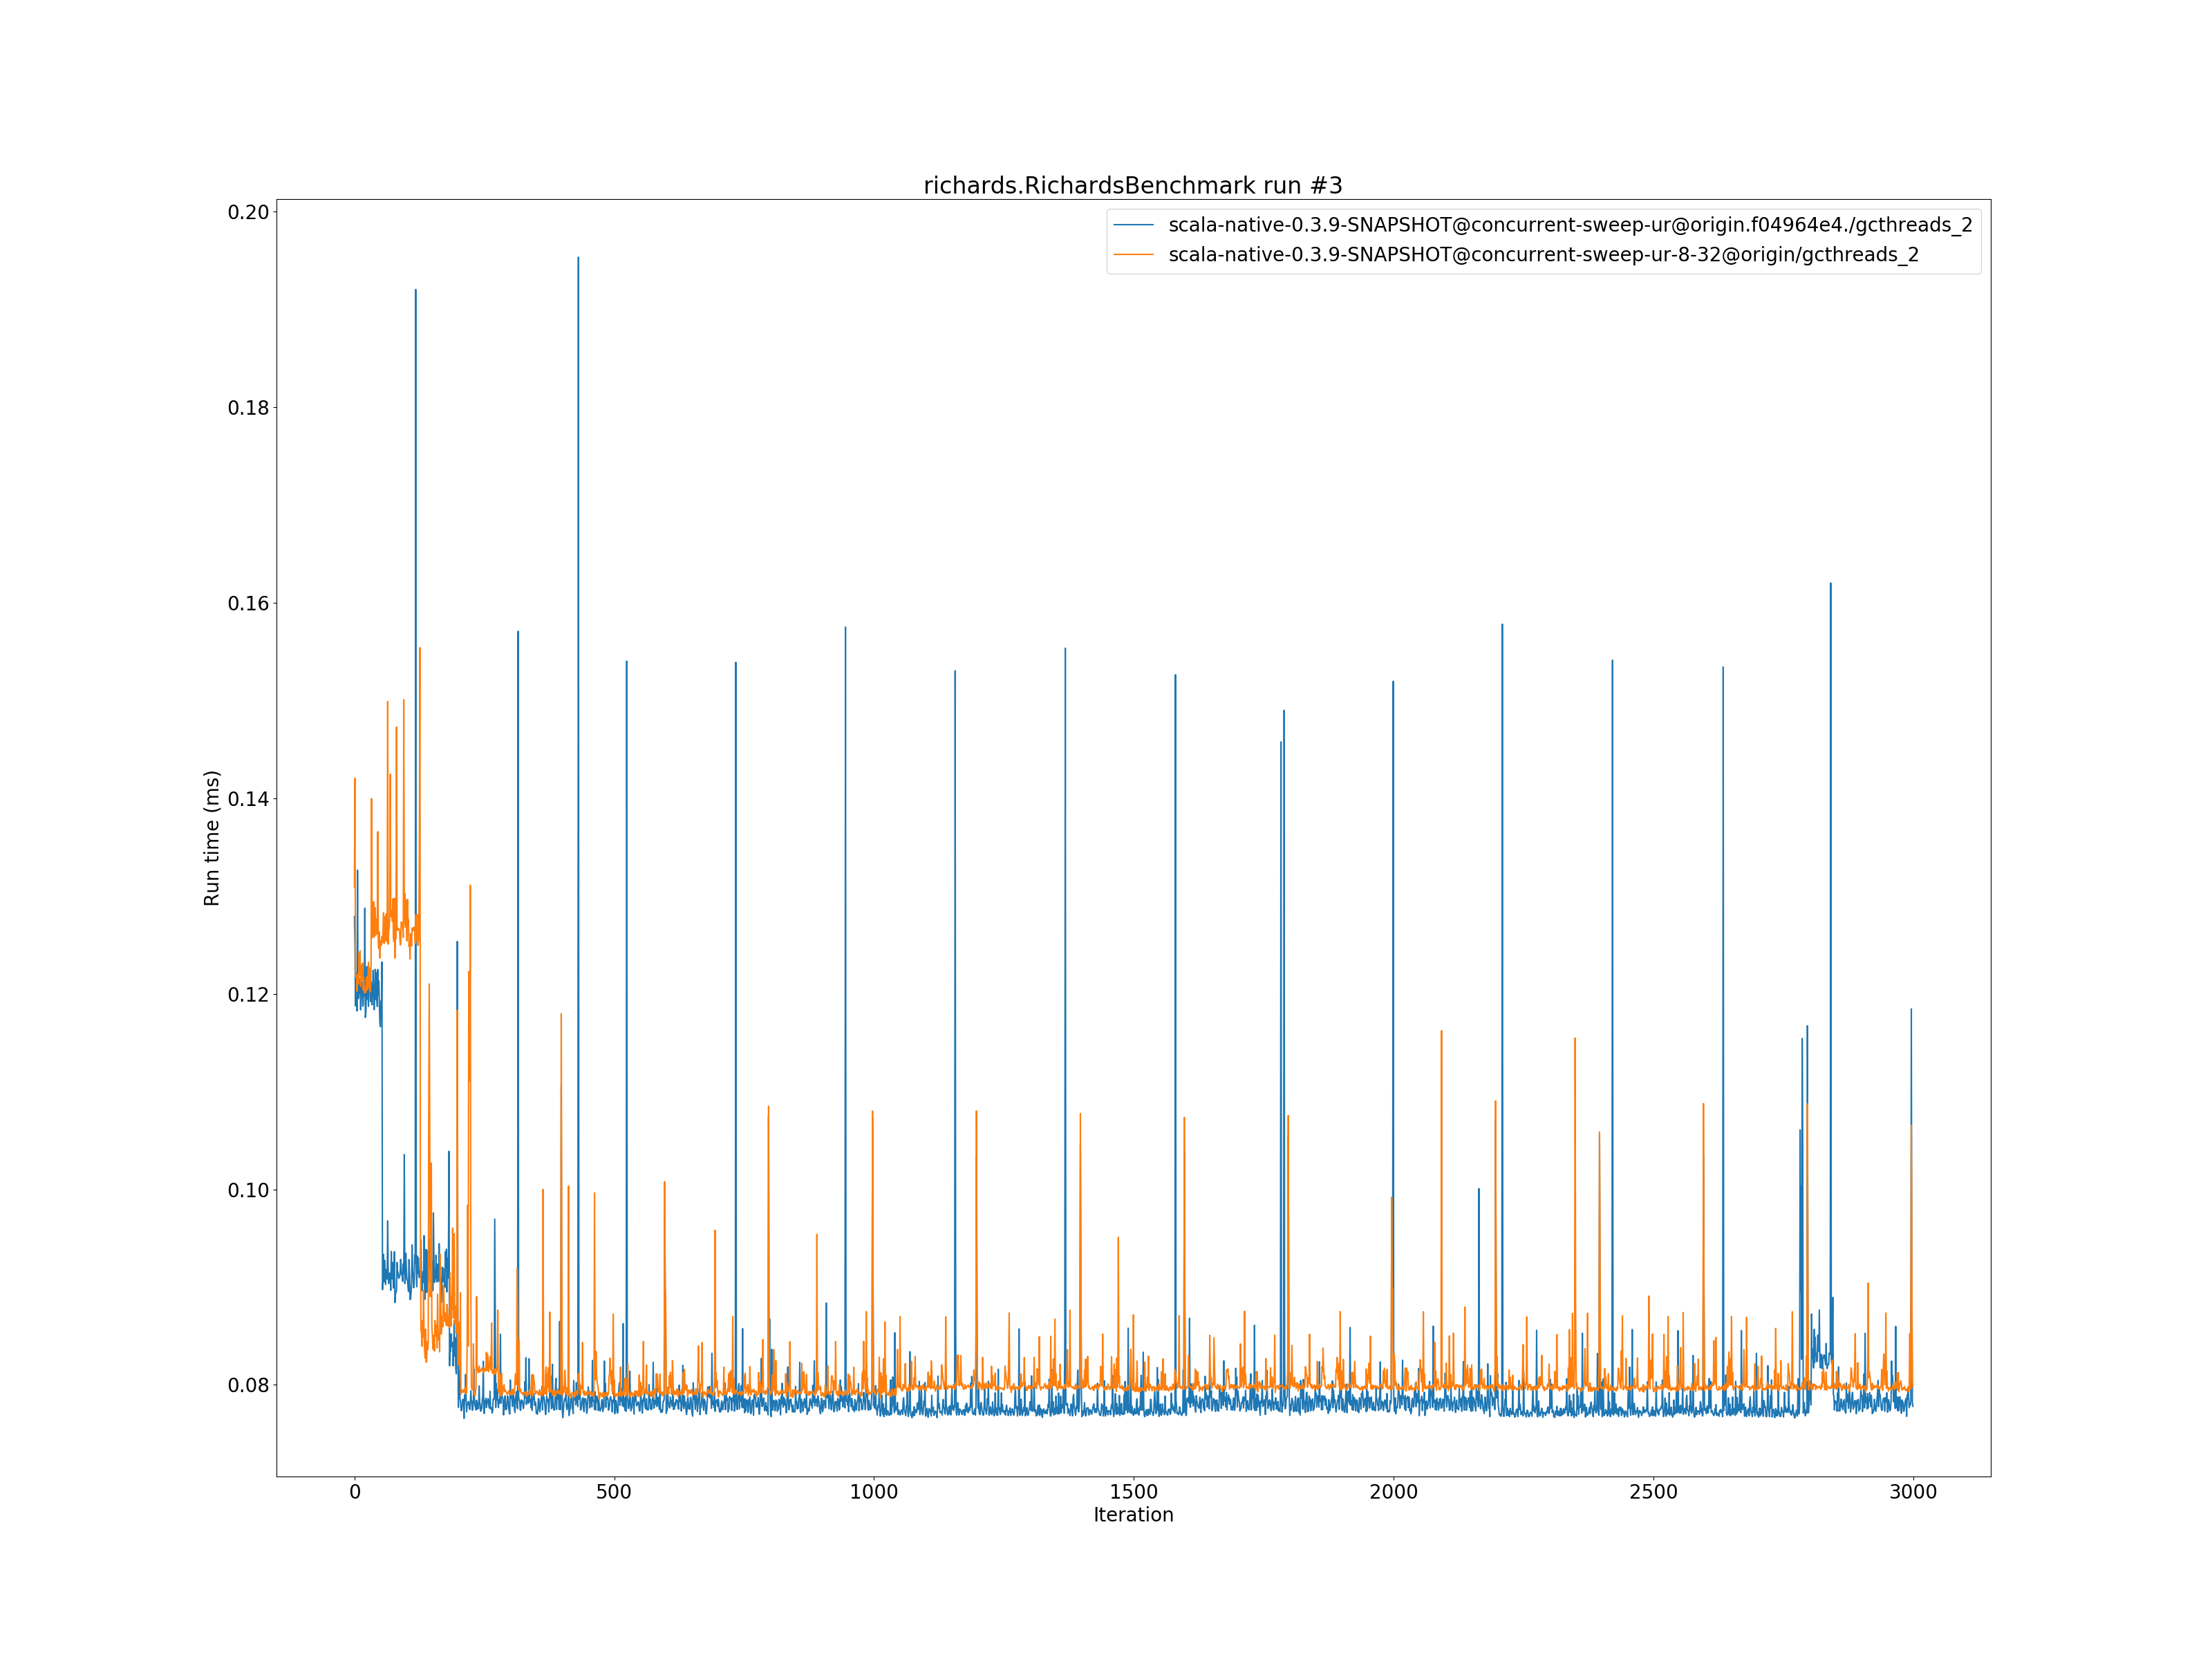 richards.RichardsBenchmark run #3
scala-native-0.3.9-SNAPSHOT@concurrent-sweep-ur@origin.f04964e4./gcthreads_2
scala-native-0.3.9-SNAPSHOT@concurrent-sweep-ur-8-32@origin/gcthreads_2
0.20
0.18
0.16
0.14
0.12
0.10
0.08
Run time (ms)
0 500 1000 1500 2000 2500 3000
Iteration